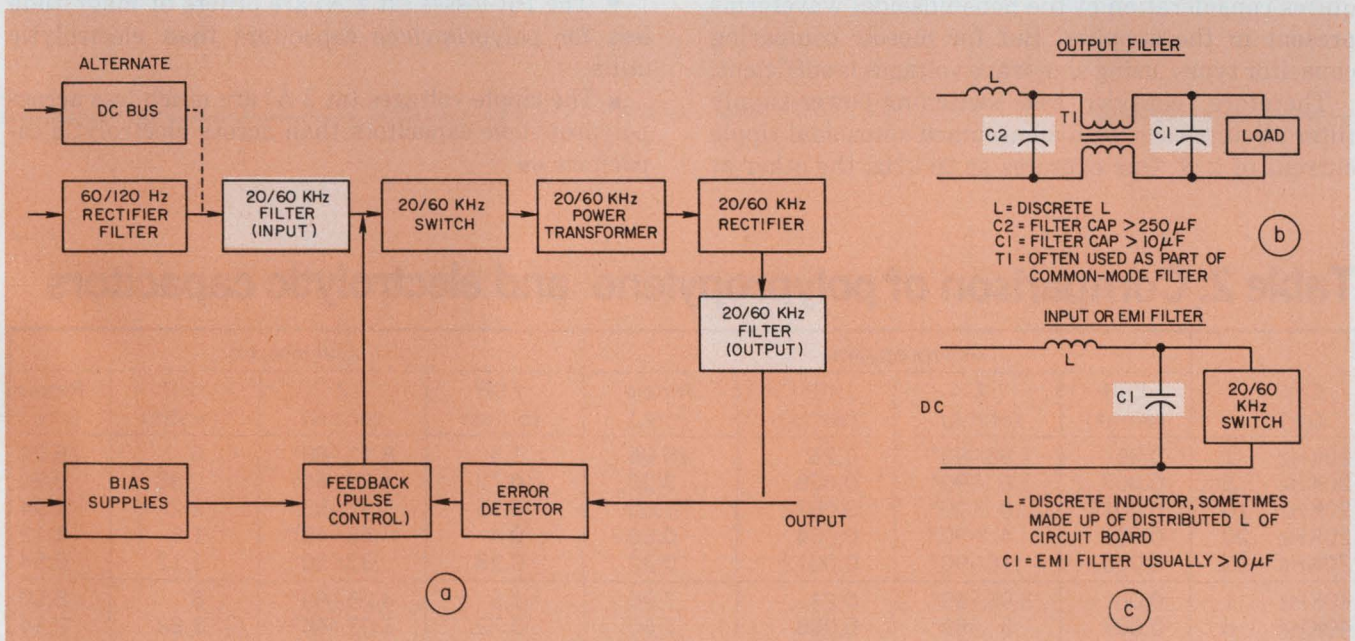 ALTERNATE
DC BUS
60/120 Hz
RECTIFIER
FILTER
20/60 KHz
FILTER
(INPUT)
20/60 KHz
SWITCH
20/60 KHz
POWER
TRANSFORMER
20/60 KHz
RECTIFIER
20/60 KHz
FILTER
(OUTPUT)
BIAS
SUPPLIES
FEEDBACK
(PULSE
CONTROL)
ERROR
DETECTOR
OUTPUT
a
OUTPUT FILTER
L
C2
T1
C1
LOAD
L = DISCRETE L
C2 = FILTER CAP > 250 µF
C1 = FILTER CAP > 10 µF
T1 = OFTEN USED AS PART OF
COMMON-MODE FILTER
b
INPUT OR EMI FILTER
L
DC
C1
20/60
KHz
SWITCH
L = DISCRETE INDUCTOR, SOMETIMES
MADE UP OF DISTRIBUTED L OF
CIRCUIT BOARD
C1 = EMI FILTER USUALLY > 10 µF
c